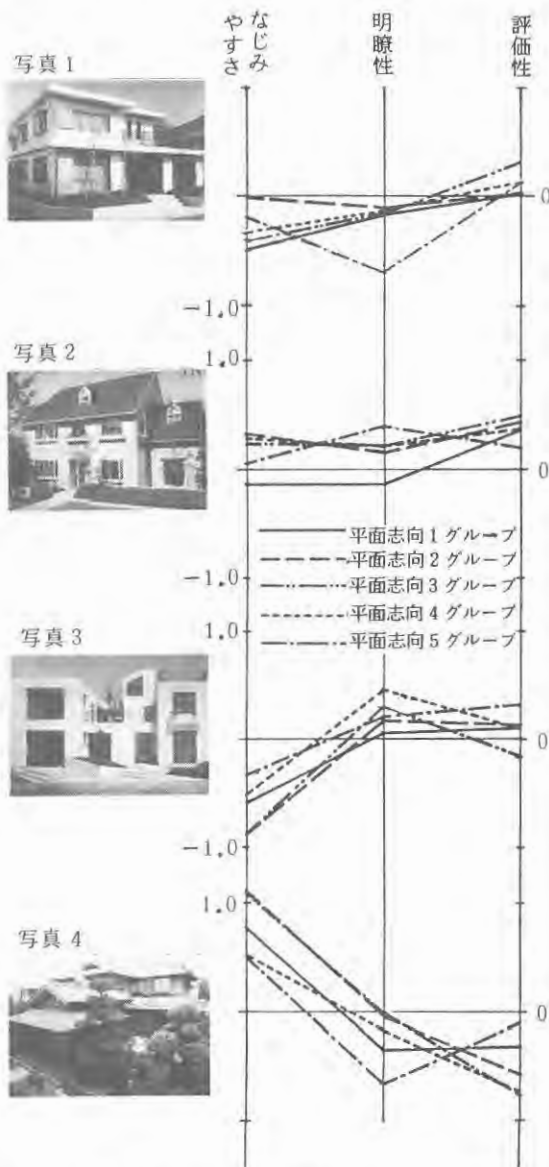 なじみやすさ
明瞭性
評価性
写真1
0
-1.0
写真2
1.0
0
平面志向1グループ
平面志向2グループ
-1.0
平面志向3グループ
1.0
平面志向4グループ
写真3
平面志向5グループ
0
-1.0
1.0
写真4
0